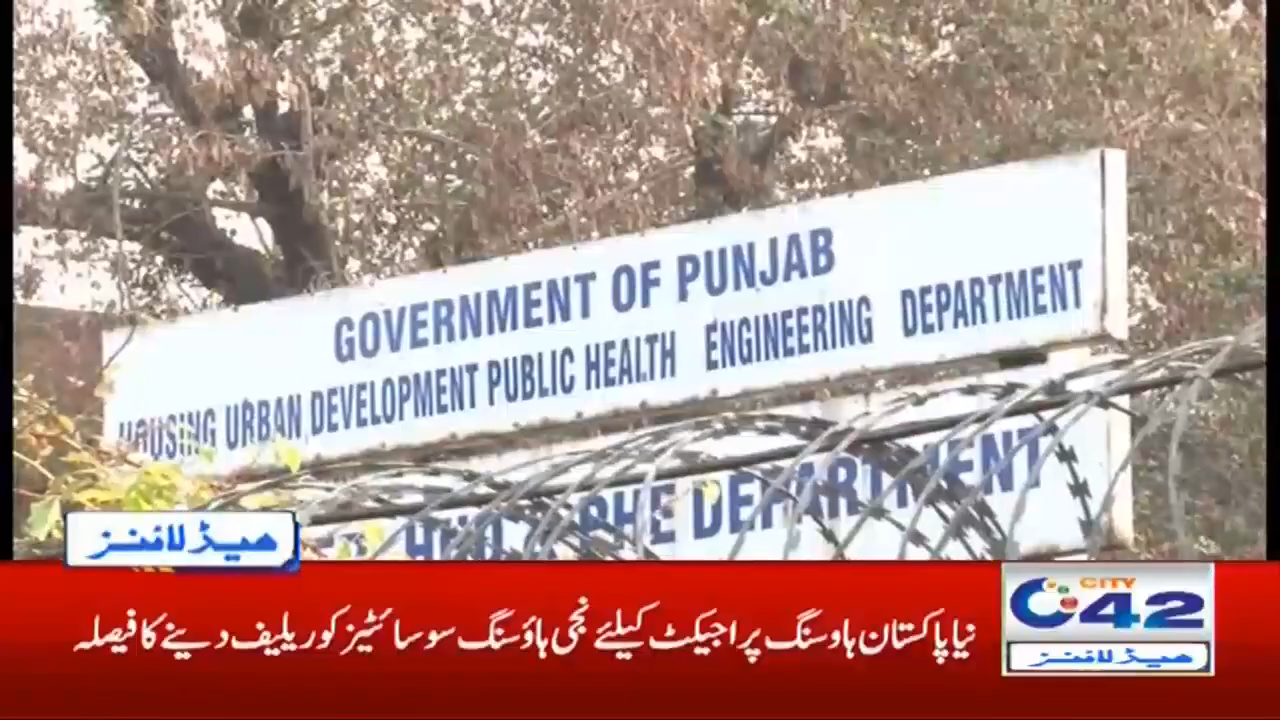 GOVERNMENT OF PUNJAB
HOUSING URBAN DEVELOPMENT PUBLIC HEALTH ENGINEERING DEPARTMENT
PHE DEPARTMENT
ہیڈ لائنز
نیا پاکستان ہاوسنگ پراجیکٹ کیلئے نجی ہاؤسنگ سوسائٹیز کو ریلیف دینے کا فیصلہ
CITY
42
ہیڈ لائنز